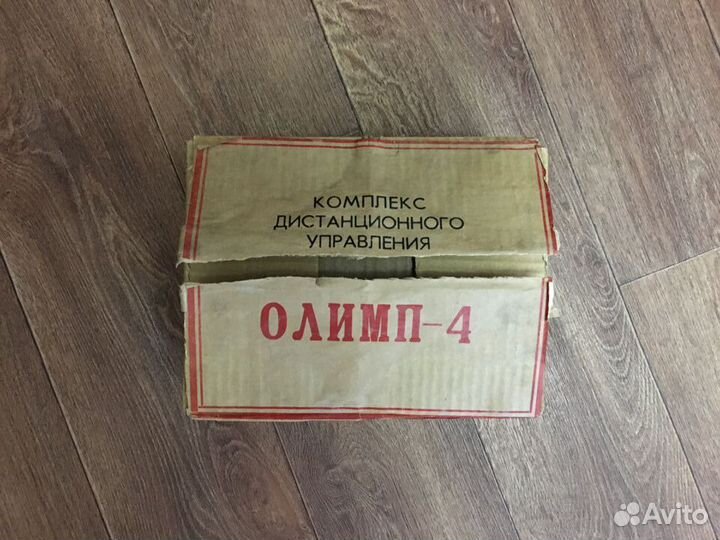 КОМПЛЕКС
ДИСТАНЦИОННОГО
УПРАВЛЕНИЯ
ОЛИМП-4
Avito